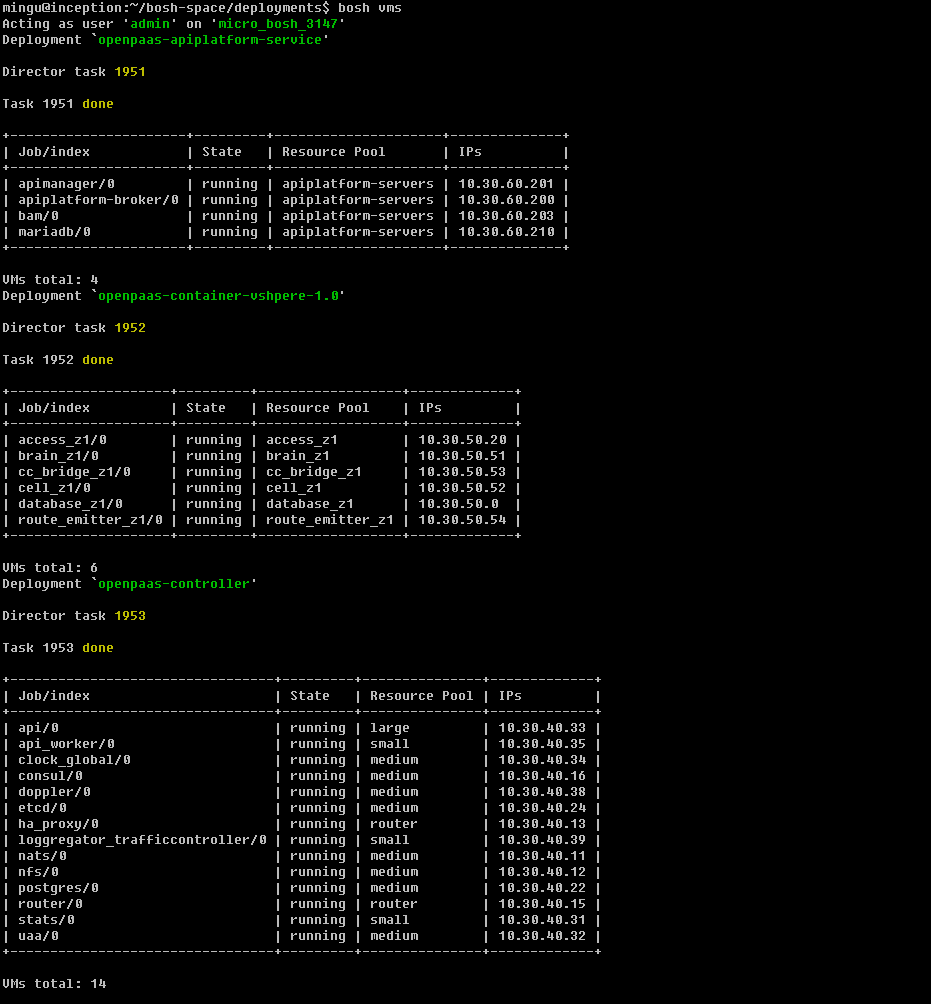 mingu@inception:~/bosh-space/deployments$ bosh vms
Acting as user 'admin' on 'micro_bosh_3147'
Deployment `openpaas-apiplatform-service'

Director task 1951

Task 1951 done

+----------------------+---------+---------------------+--------------+
| Job/index            | State   | Resource Pool       | IPs          |
+----------------------+---------+---------------------+--------------+
| apimanager/0         | running | apiplatform-servers | 10.30.60.201 |
| apiplatform-broker/0 | running | apiplatform-servers | 10.30.60.200 |
| bam/0                | running | apiplatform-servers | 10.30.60.203 |
| mariadb/0            | running | apiplatform-servers | 10.30.60.210 |
+----------------------+---------+---------------------+--------------+

VMs total: 4
Deployment `openpaas-container-vshpere-1.0'

Director task 1952

Task 1952 done

+--------------------+---------+------------------+-------------+
| Job/index          | State   | Resource Pool    | IPs         |
+--------------------+---------+------------------+-------------+
| access_z1/0        | running | access_z1        | 10.30.50.20 |
| brain_z1/0         | running | brain_z1         | 10.30.50.51 |
| cc_bridge_z1/0     | running | cc_bridge_z1     | 10.30.50.53 |
| cell_z1/0          | running | cell_z1          | 10.30.50.52 |
| database_z1/0      | running | database_z1      | 10.30.50.0  |
| route_emitter_z1/0 | running | route_emitter_z1 | 10.30.50.54 |
+--------------------+---------+------------------+-------------+

VMs total: 6
Deployment `openpaas-controller'

Director task 1953

Task 1953 done

+---------------------------------+---------+---------------+-------------+
| Job/index                       | State   | Resource Pool | IPs         |
+---------------------------------+---------+---------------+-------------+
| api/0                           | running | large         | 10.30.40.33 |
| api_worker/0                    | running | small         | 10.30.40.35 |
| clock_global/0                  | running | medium        | 10.30.40.34 |
| consul/0                        | running | medium        | 10.30.40.16 |
| doppler/0                       | running | medium        | 10.30.40.38 |
| etcd/0                          | running | medium        | 10.30.40.24 |
| ha_proxy/0                      | running | router        | 10.30.40.13 |
| loggregator_trafficcontroller/0 | running | small         | 10.30.40.39 |
| nats/0                          | running | medium        | 10.30.40.11 |
| nfs/0                           | running | medium        | 10.30.40.12 |
| postgres/0                      | running | medium        | 10.30.40.22 |
| router/0                        | running | router        | 10.30.40.15 |
| stats/0                         | running | small         | 10.30.40.31 |
| uaa/0                           | running | medium        | 10.30.40.32 |
+---------------------------------+---------+---------------+-------------+

VMs total: 14